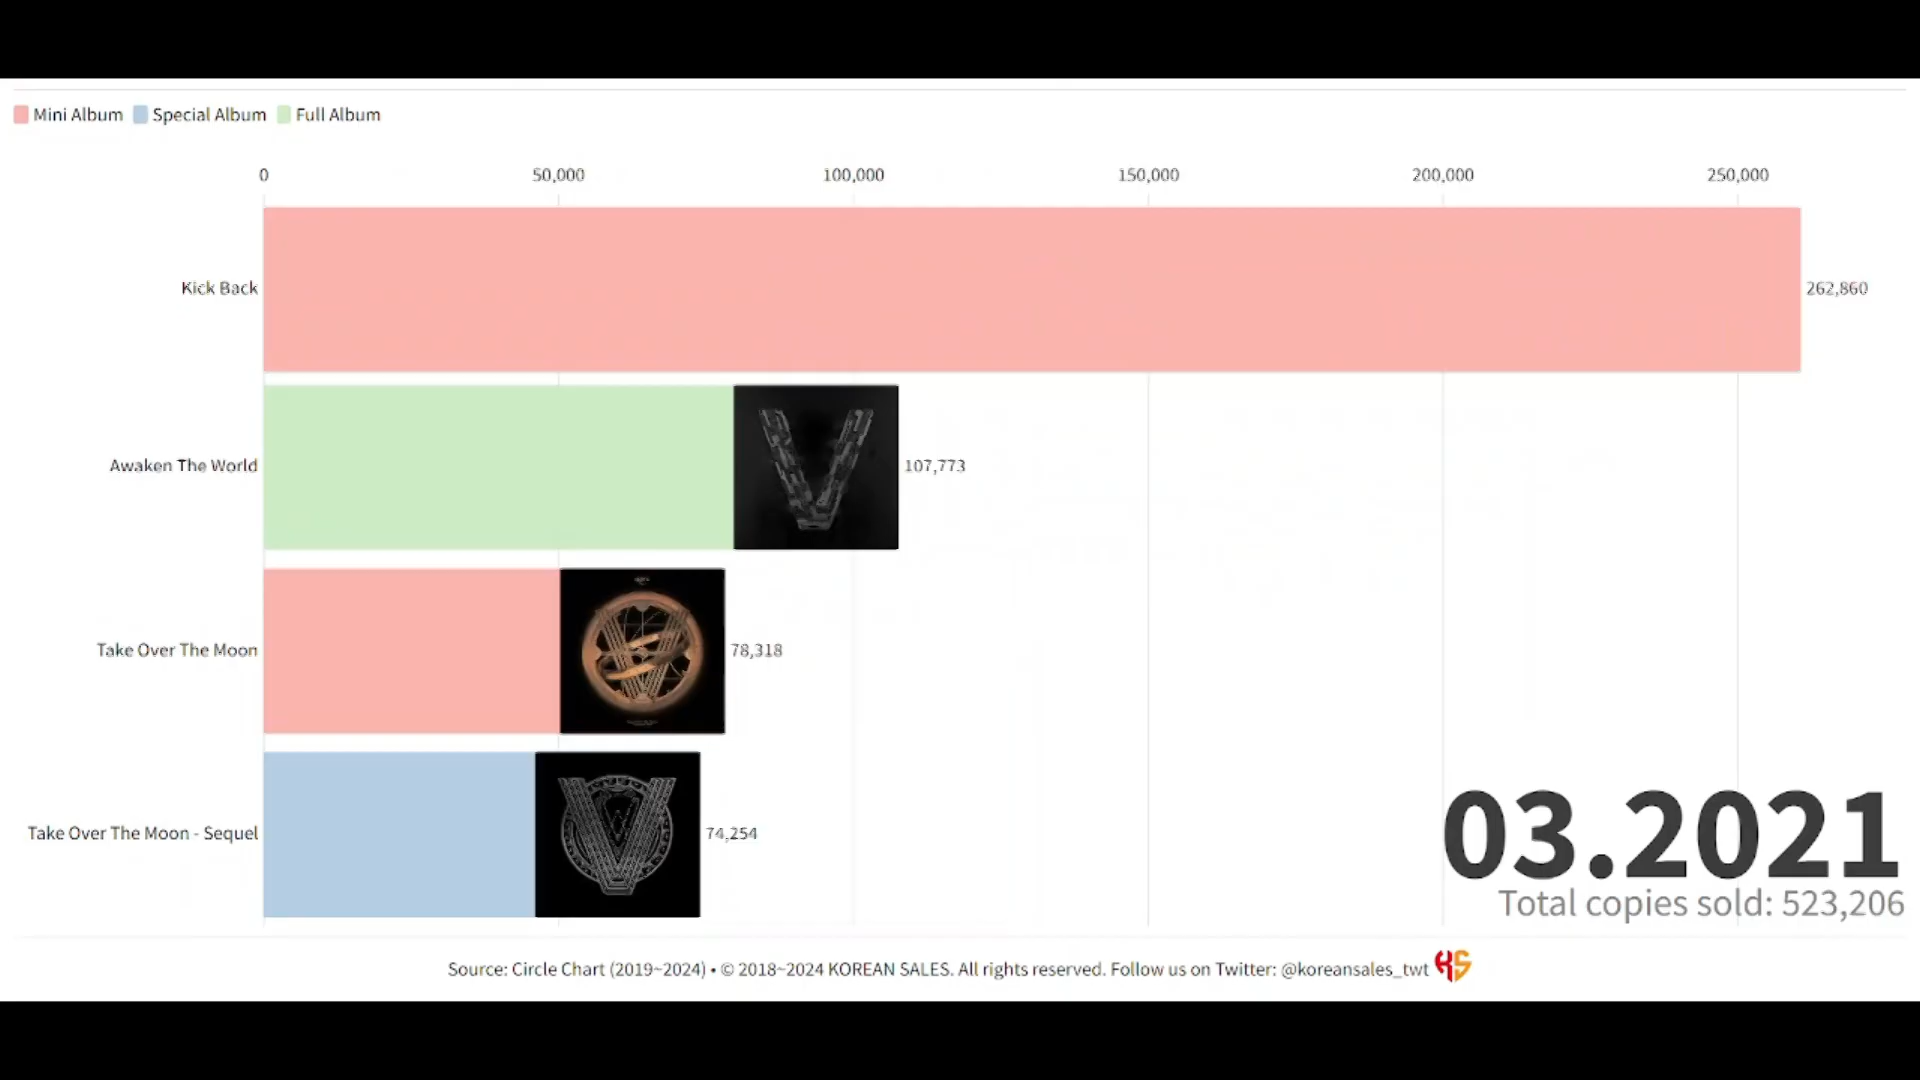 Mini Album Special Album Full Album
0 50,000 100,000 150,000 200,000 250,000
Kick Back 262,860
Awaken The World 107,773
Take Over The Moon 78,318
Take Over The Moon - Sequel 74,254
03.2021
Total copies sold: 523,206
Source: Circle Chart (2019~2024) • © 2018~2024 KOREAN SALES. All rights reserved. Follow us on Twitter: @koreansales_twt KS